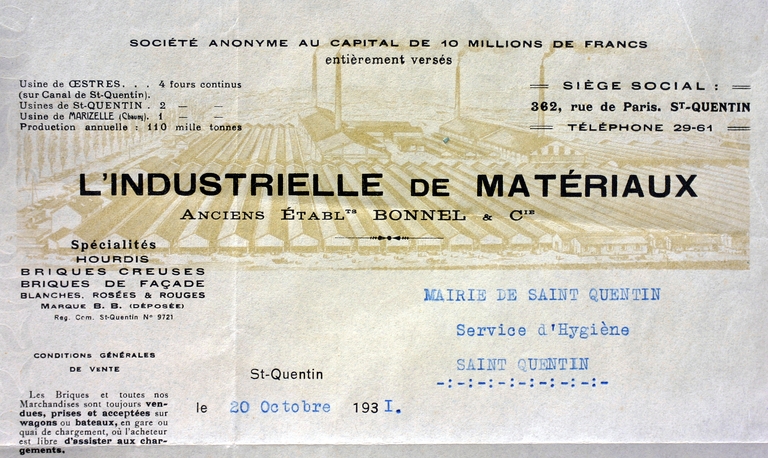 SOCIÉTÉ ANONYME AU CAPITAL DE 10 MILLIONS DE FRANCS
entièrement versés
Usine de ŒSTRES. . . 4 fours continus
(sur Canal de St-Quentin).
Usines de St-QUENTIN . 2 — —
Usine de MARIZELLE (Chauny). 1 — —
Production annuelle : 110 mille tonnes
SIÈGE SOCIAL :
362, rue de Paris. ST-QUENTIN
TÉLÉPHONE 29-61
L'INDUSTRIELLE DE MATÉRIAUX
ANCIENS ÉTABLTS BONNEL & CIE
Spécialités
HOURDIS
BRIQUES CREUSES
BRIQUES DE FAÇADE
BLANCHES, ROSÉES & ROUGES
MARQUE B. B. (DÉPOSÉE)
Reg. Com. St-Quentin N° 9721
MAIRIE DE SAINT QUENTIN
Service d'Hygiène
SAINT QUENTIN
-:-:-:-:-:-:-:-:-
CONDITIONS GÉNÉRALES
DE VENTE
St-Quentin
le 20 Octobre 1931.
Les Briques et toutes nos
Marchandises sont toujours ven-
dues, prises et acceptées sur
wagons ou bateaux, en gare ou
quai de chargement, où l'acheteur
est libre d'assister aux char-
gements.